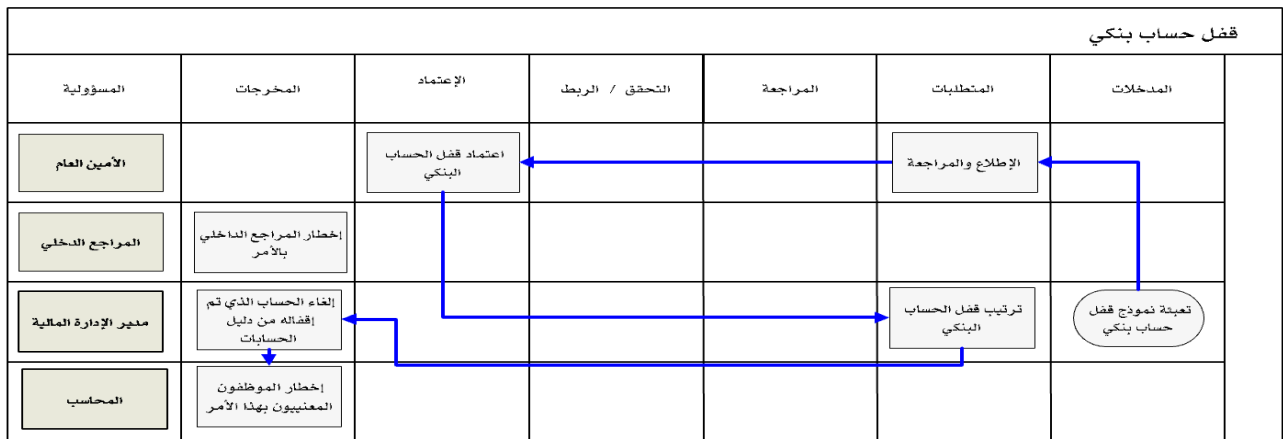 قفل حساب بنكي
المدخلات
المتطلبات
المراجعة
التحقق / الربط
الإعتماد
المخرجات
المسؤولية
الإطلاع والمراجعة
اعتماد قفل الحساب
البنكي
الأمين العام
إخطار المراجع الداخلي
بالأمر
المراجع الدخلي
تعبئة نموذج قفل
حساب بنكي
ترتيب قفل الحساب
البنكي
إلغاء الحساب الذي تم
إقفاله من دليل
الحسابات
مدير الإدارة المالية
إخطار الموظفون
المعنييون بهذا الأمر
المحاسب